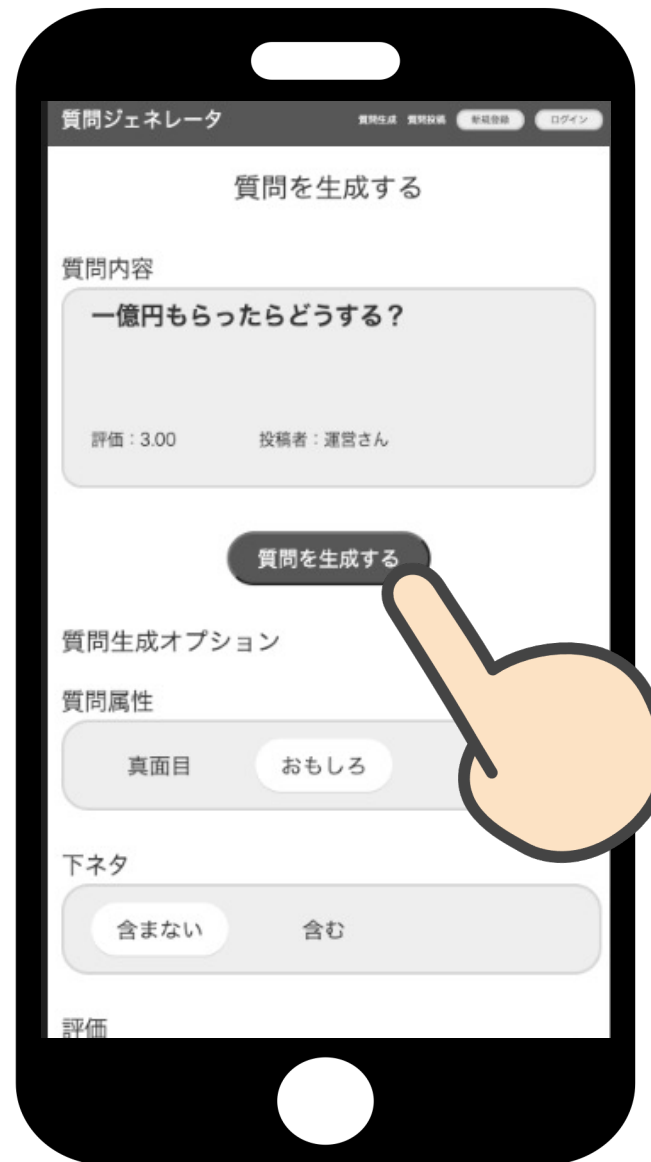 質問ジェネレータ 質問生成 質問投稿 新規登録 ログイン
質問を生成する
質問内容
一億円もらったらどうする？
評価：3.00 投稿者：運営さん
質問を生成する
質問生成オプション
質問属性
真面目 おもしろ
下ネタ
含まない 含む
評価